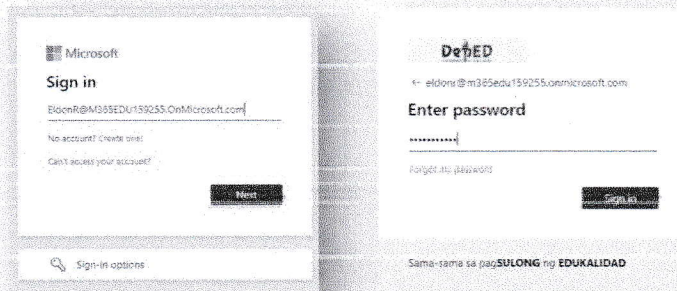 Microsoft
Sign in
EldonR@M365EDU159255.OnMicrosoft.com
No account? Create one!
Can't access your account?
Next
Sign-in options
DepED
← eldonr@m365edu159255.onmicrosoft.com
Enter password
•••••••••••
Forgot my password
Sign in
Sama-sama sa pagSULONG ng EDUKALIDAD